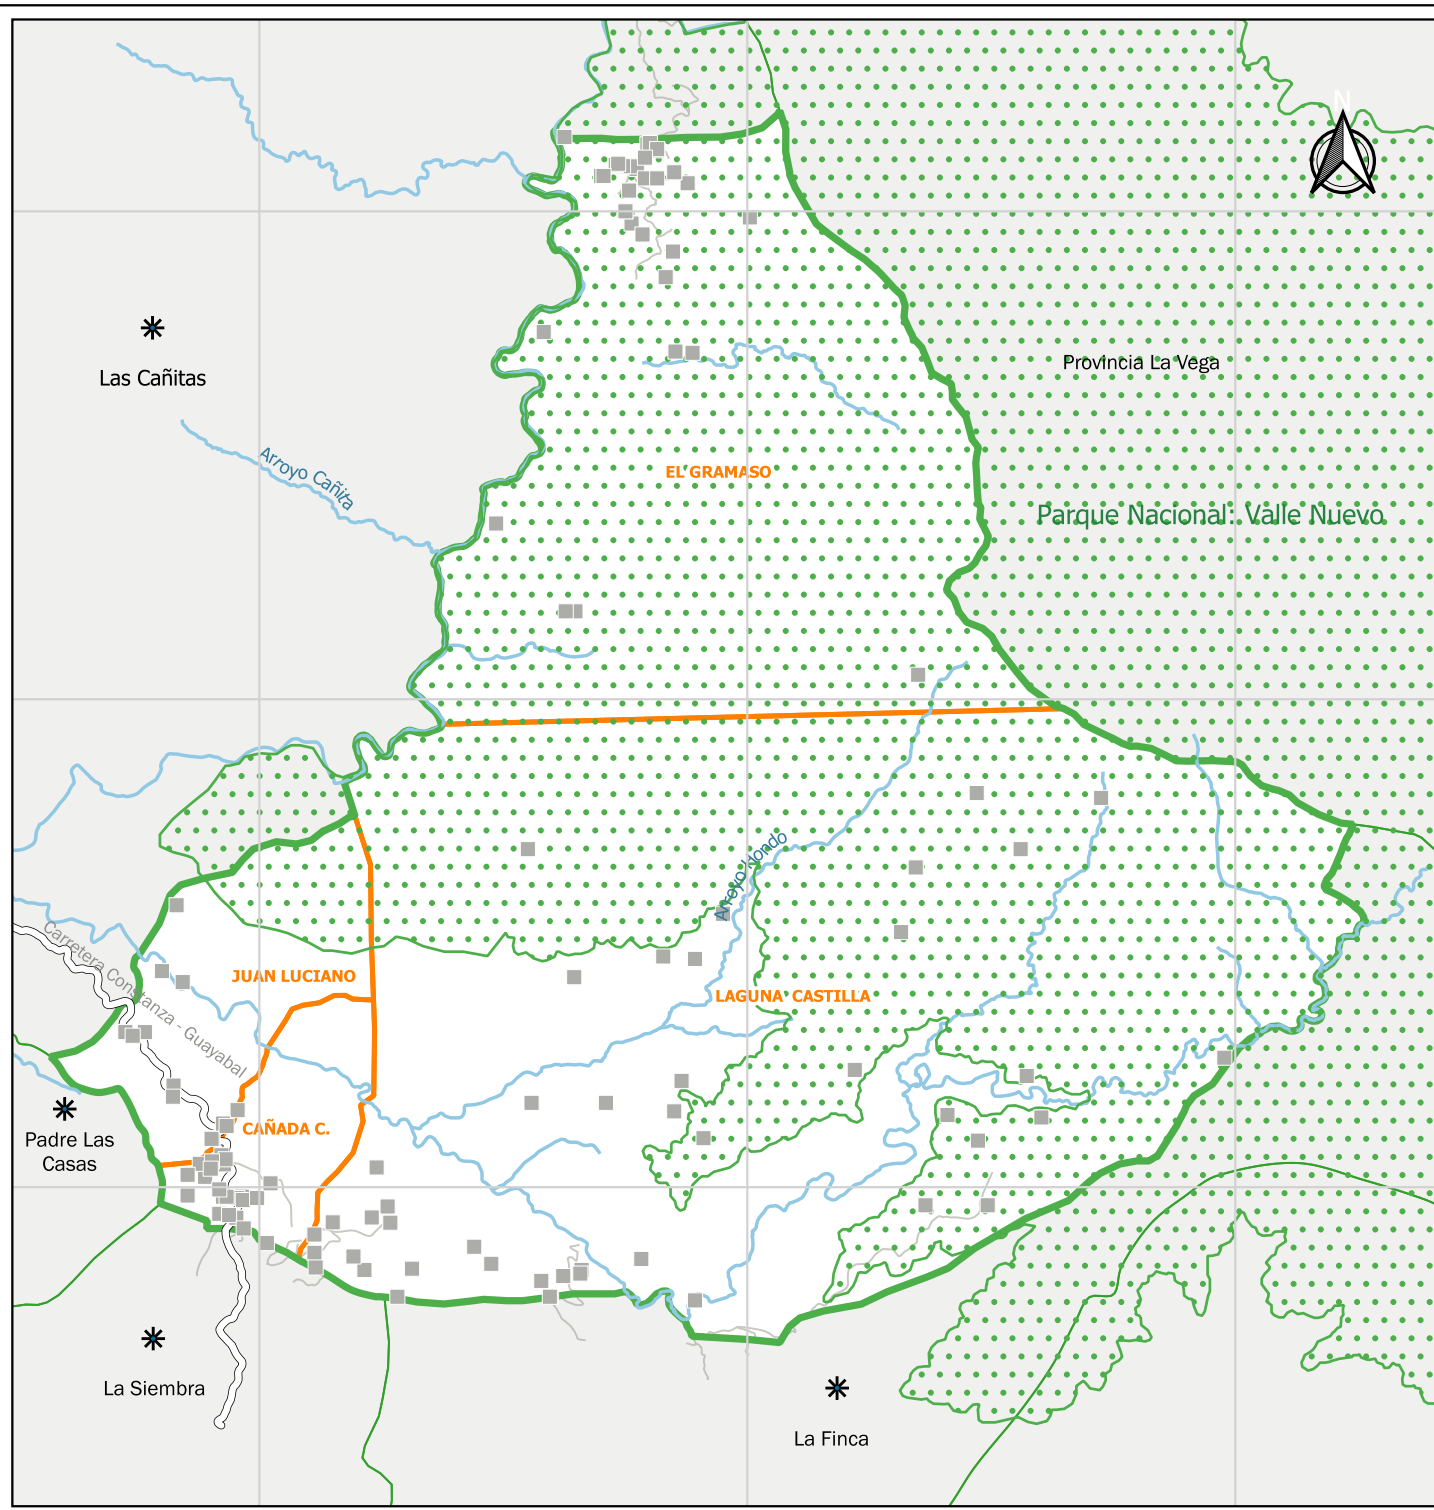 N
Las Cañitas
Provincia La Vega
EL GRAMASO
Arroyo Cañita
Parque Nacional: Valle Nuevo
Arroyo Hondo
Carretera Constanza - Guayabal
JUAN LUCIANO
LAGUNA CASTILLA
CAÑADA C.
Padre Las
Casas
La Siembra
La Finca